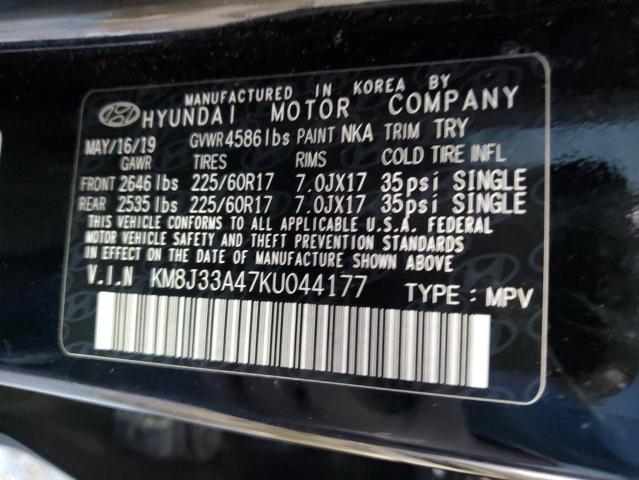 MANUFACTURED IN KOREA BY
HYUNDAI MOTOR COMPANY
MAY/16/19 GVWR 4586lbs PAINT NKA TRIM TRY
GAWR TIRES RIMS COLD TIRE INFL
FRONT 2646 lbs 225/60R17 7.0JX17 35psi SINGLE
REAR 2535 lbs 225/60R17 7.0JX17 35psi SINGLE
THIS VEHICLE CONFORMS TO ALL APPLICABLE U.S.A. FEDERAL
MOTOR VEHICLE SAFETY AND THEFT PREVENTION STANDARDS
IN EFFECT ON THE DATE OF MANUFACTURE SHOWN ABOVE.
V.I.N KM8J33A47KU044177 TYPE : MPV